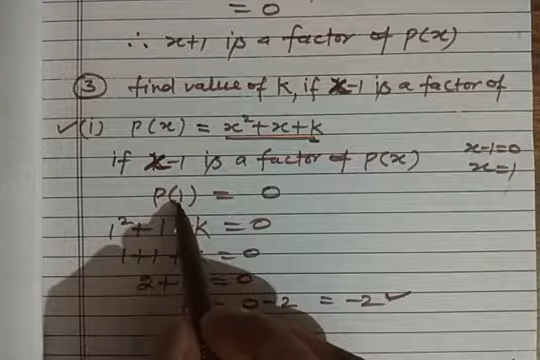 = 0
∴ x+1 is a factor of P(x)
③ find value of k, if x-1 is a factor of
✓(i) P(x) = x²+x+k
if x-1 is a factor of P(x) x-1=0
x=1
P(1) = 0
1²+1 k = 0
1+1+ = 0
2+ = 0
0-2 = -2 ✓